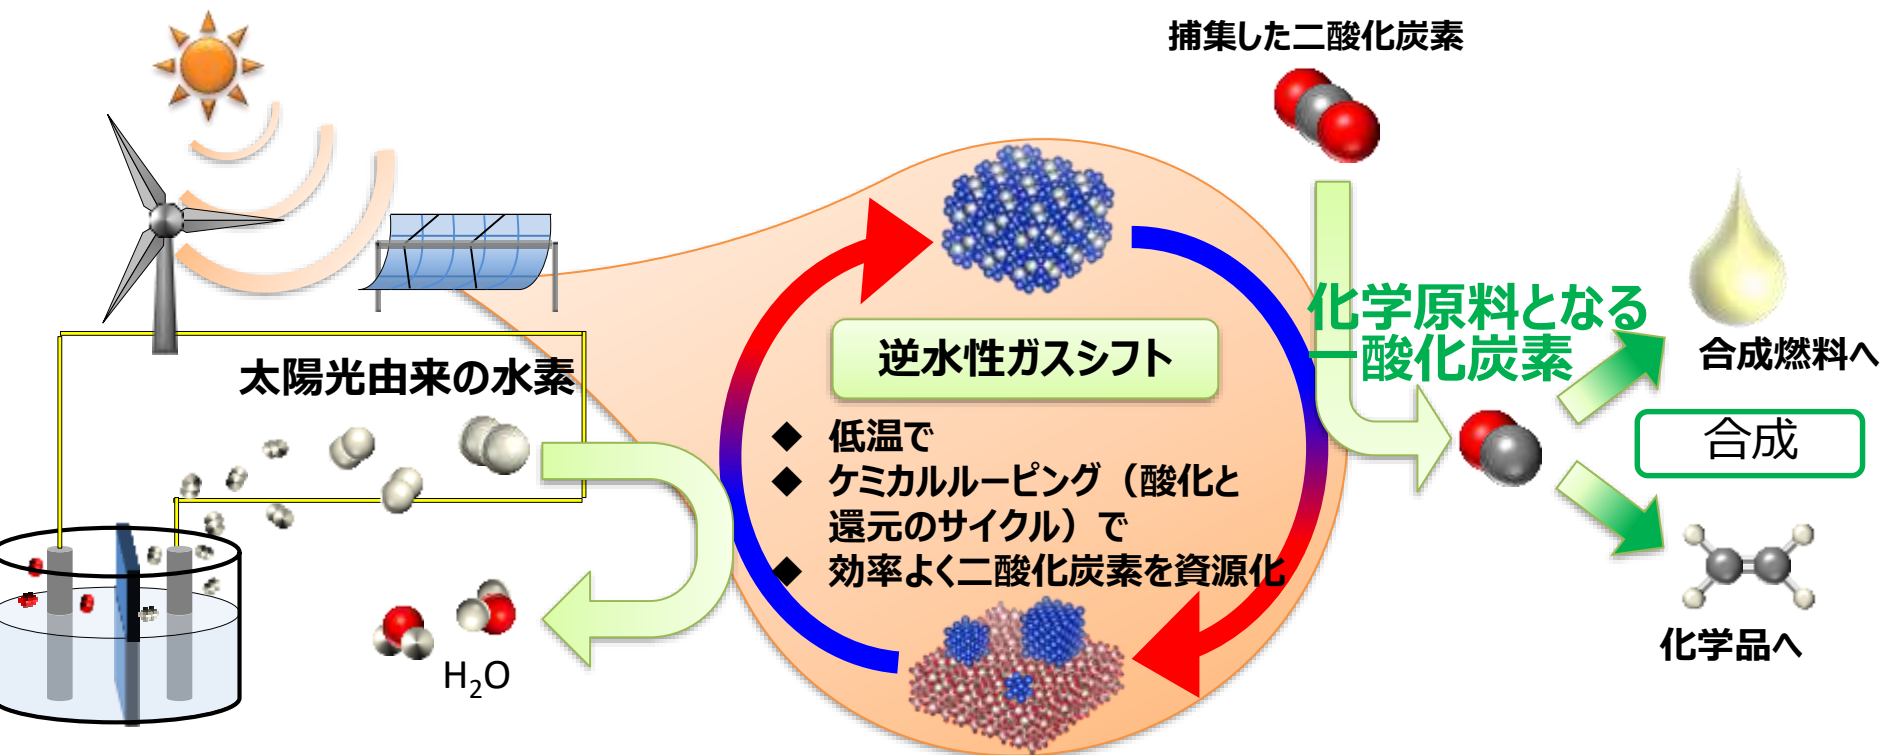 捕集した二酸化炭素
太陽光由来の水素
逆水性ガスシフト
◆ 低温で
◆ ケミカルルーピング（酸化と
還元のサイクル）で
◆ 効率よく二酸化炭素を資源化
H₂O
化学原料となる
一酸化炭素
合成燃料へ
合成
化学品へ